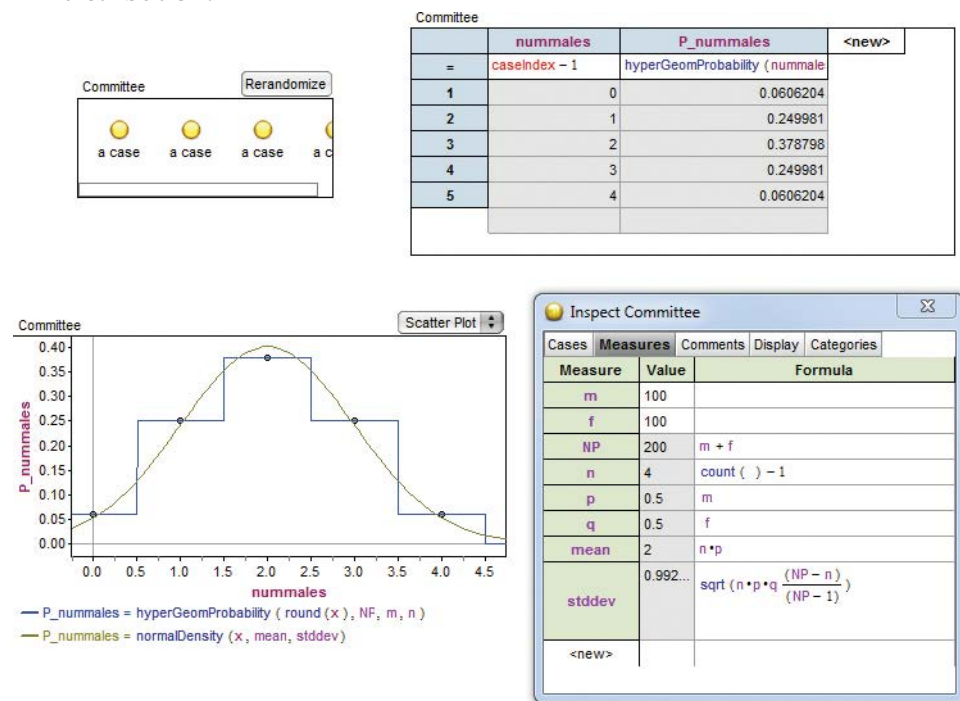 Committee
Rerandomize
a case a case a case a c
Committee
nummales P_nummales <new>
= caseIndex – 1 hyperGeomProbability ( nummale
1 0 0.0606204
2 1 0.249981
3 2 0.378798
4 3 0.249981
5 4 0.0606204
Committee
Scatter Plot
P_nummales
0.40
0.35
0.30
0.25
0.20
0.15
0.10
0.05
0.00
0.0 0.5 1.0 1.5 2.0 2.5 3.0 3.5 4.0 4.5
nummales
P_nummales = hyperGeomProbability ( round ( x ) , NP, m, n )
P_nummales = normalDensity (x , mean, stddev)
Inspect Committee
Cases Measures Comments Display Categories
Measure Value Formula
m 100
f 100
NP 200 m + f
n 4 count ( ) – 1
p 0.5 m
q 0.5 f
mean 2 n•p
stddev 0.992... sqrt (n•p•q (NP – n) / (NP – 1) )
<new>